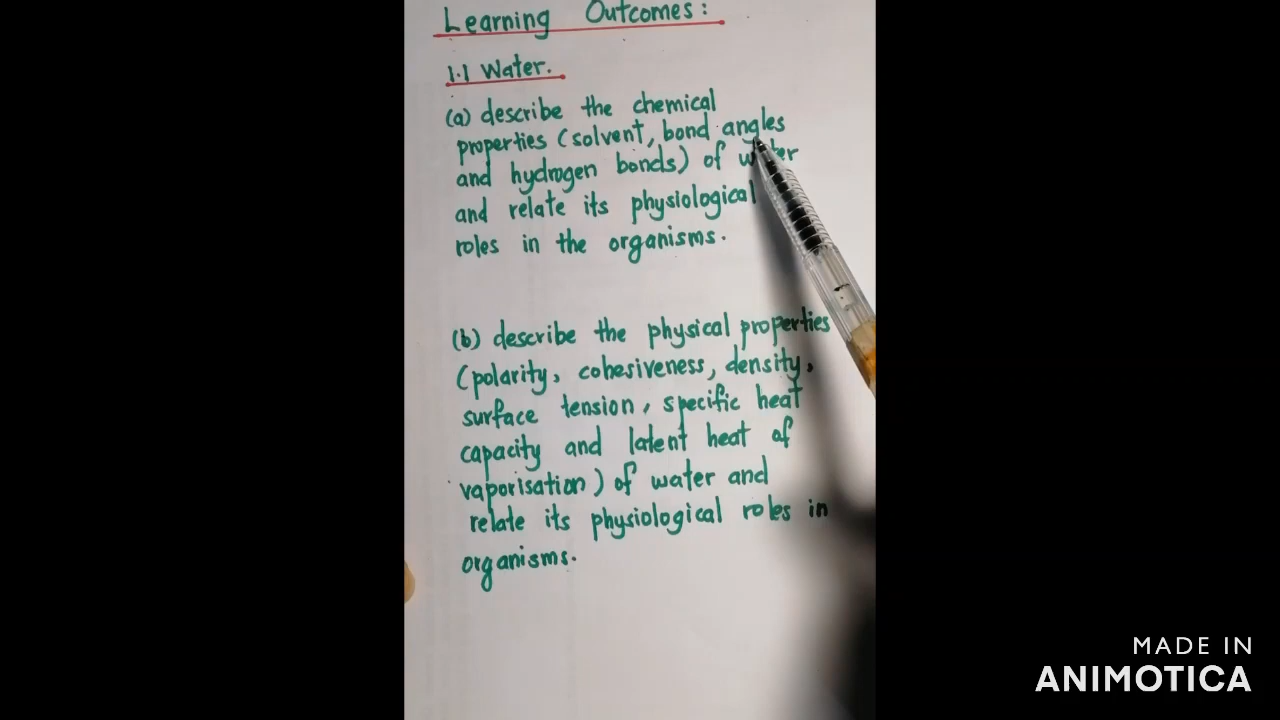 Learning Outcomes:
1.1 Water.
(a) describe the chemical
properties (solvent, bond angles
and hydrogen bonds) of water
and relate its physiological
roles in the organisms.
(b) describe the physical properties
(polarity, cohesiveness, density,
surface tension, specific heat
capacity and latent heat of
vaporisation) of water and
relate its physiological roles in
organisms.
MADE IN
ANIMOTICA